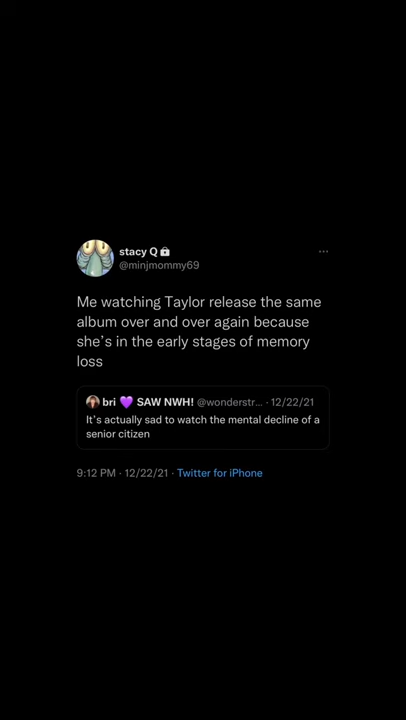 stacy Q 🔒
@minjmommy69
Me watching Taylor release the same
album over and over again because
she's in the early stages of memory
loss
bri 💜 SAW NWH! @wonderstr... · 12/22/21
It's actually sad to watch the mental decline of a
senior citizen
9:12 PM · 12/22/21 · Twitter for iPhone